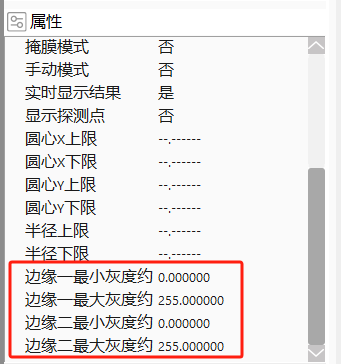 属性
掩膜模式 否
手动模式 否
实时显示结果 是
显示探测点 否
圆心X上限 --.------
圆心X下限 --.------
圆心Y上限 --.------
圆心Y下限 --.------
半径上限 --.------
半径下限 --.------
边缘一最小灰度约 0.000000
边缘一最大灰度约 255.000000
边缘二最小灰度约 0.000000
边缘二最大灰度约 255.000000